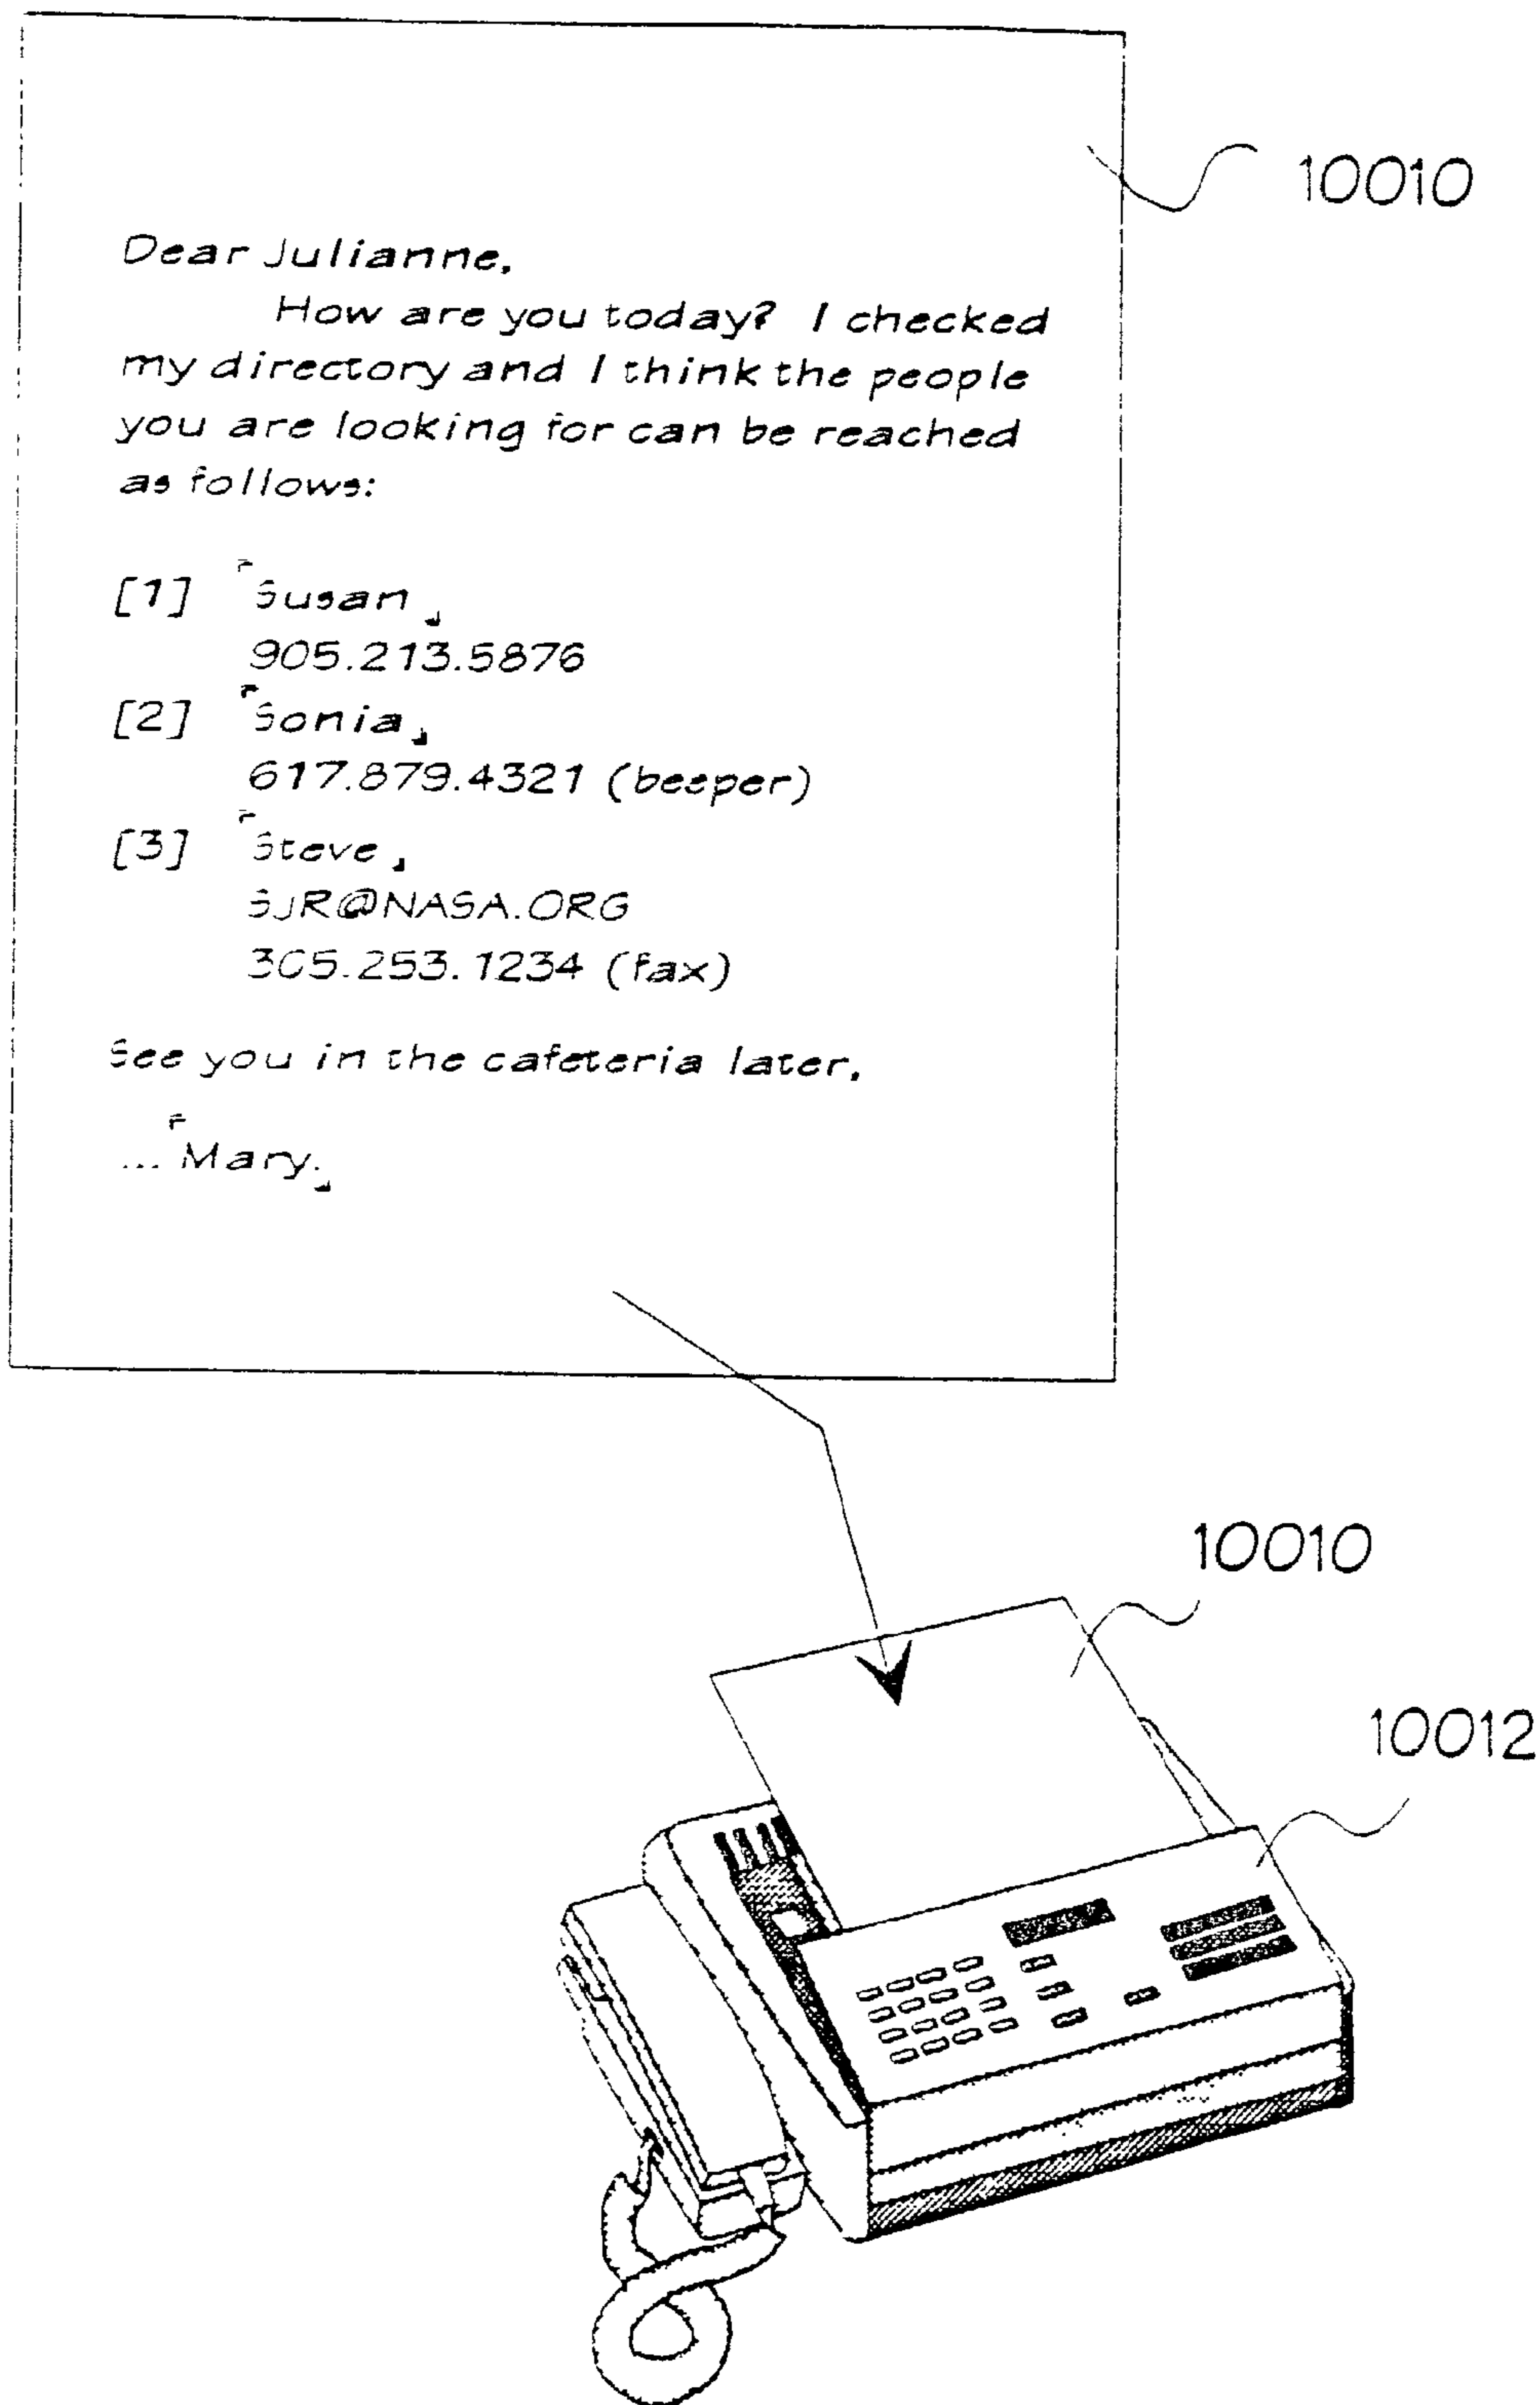 10010
Dear Julianne,
How are you today? I checked
my directory and I think the people
you are looking for can be reached
as follows:
[1] ⌜Susan⌟
905.213.5876
[2] ⌜Sonia⌟
617.879.4321 (beeper)
[3] ⌜Steve⌟
SJR@NASA.ORG
305.253.1234 (fax)
See you in the cafeteria later,
... ⌜Mary.⌟
10010
10012